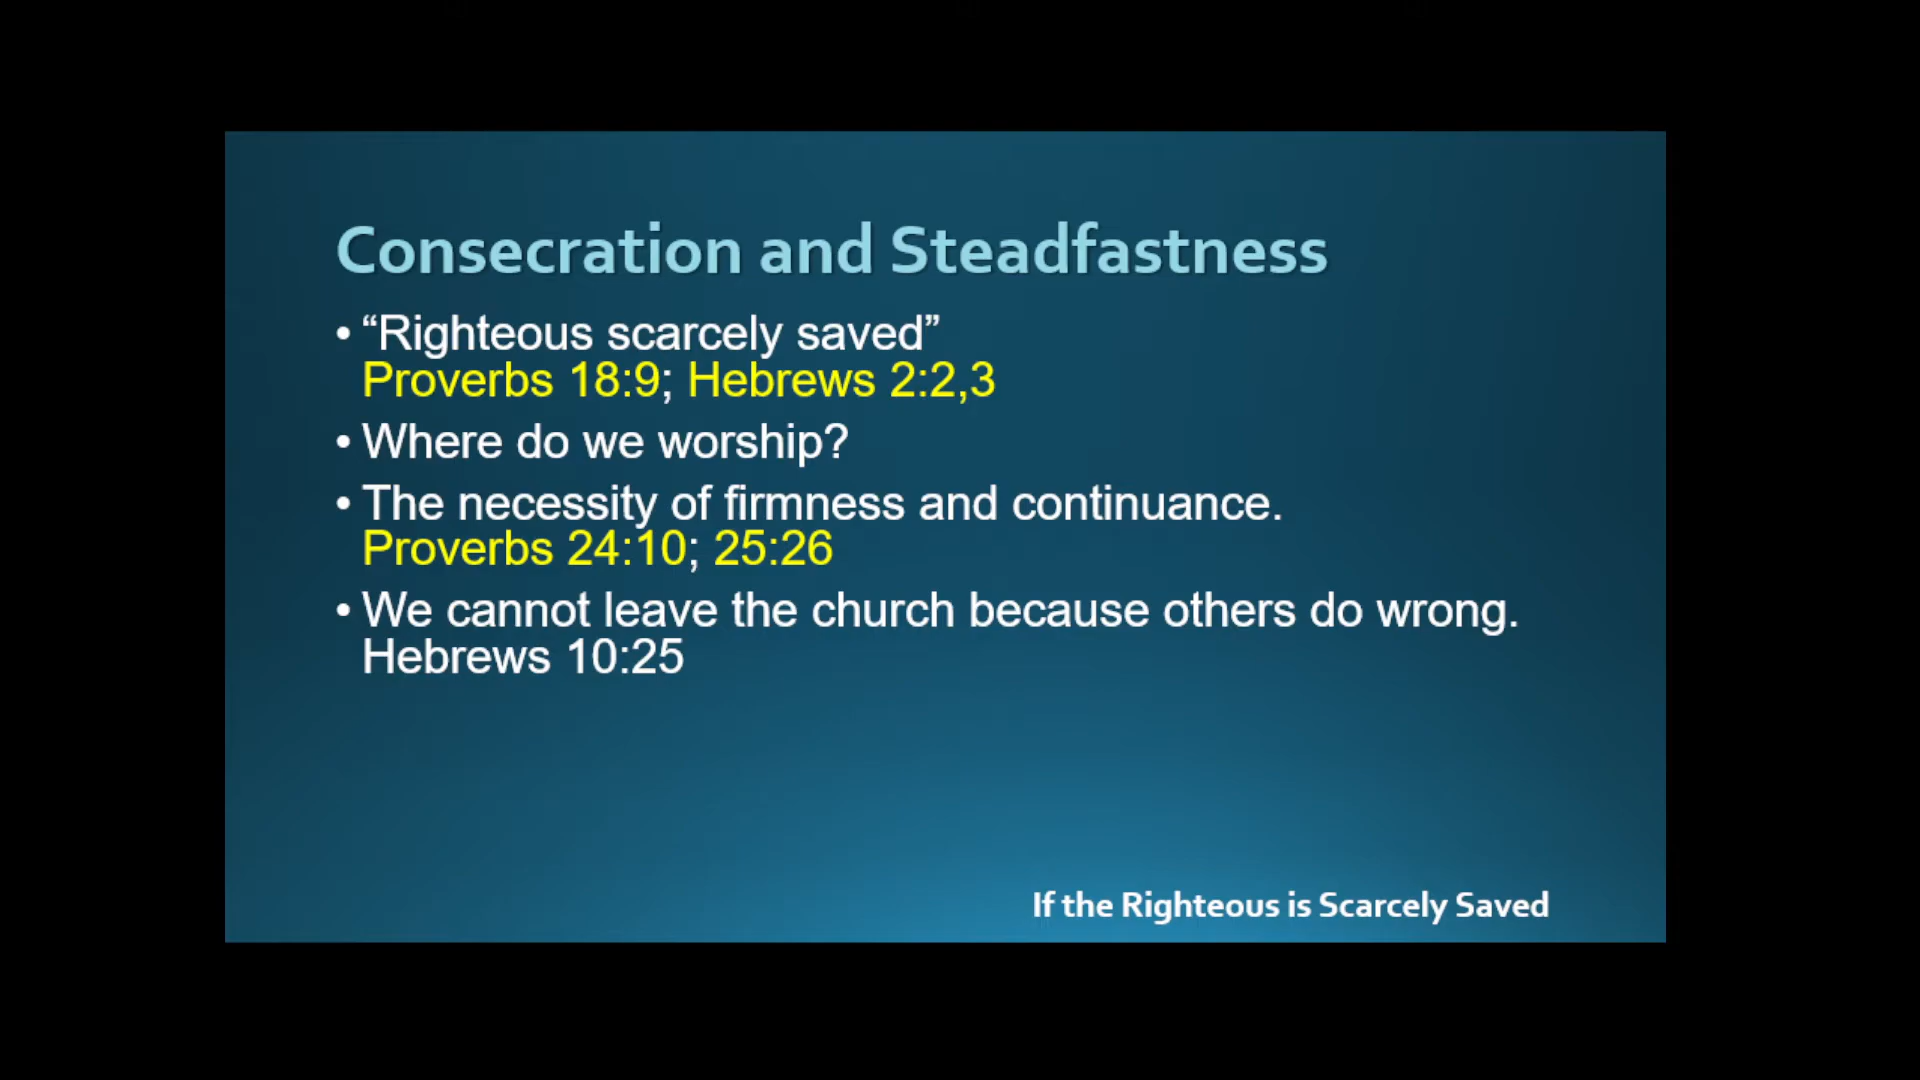 Consecration and Steadfastness
• “Righteous scarcely saved”
Proverbs 18:9; Hebrews 2:2,3
• Where do we worship?
• The necessity of firmness and continuance.
Proverbs 24:10; 25:26
• We cannot leave the church because others do wrong.
Hebrews 10:25
If the Righteous is Scarcely Saved